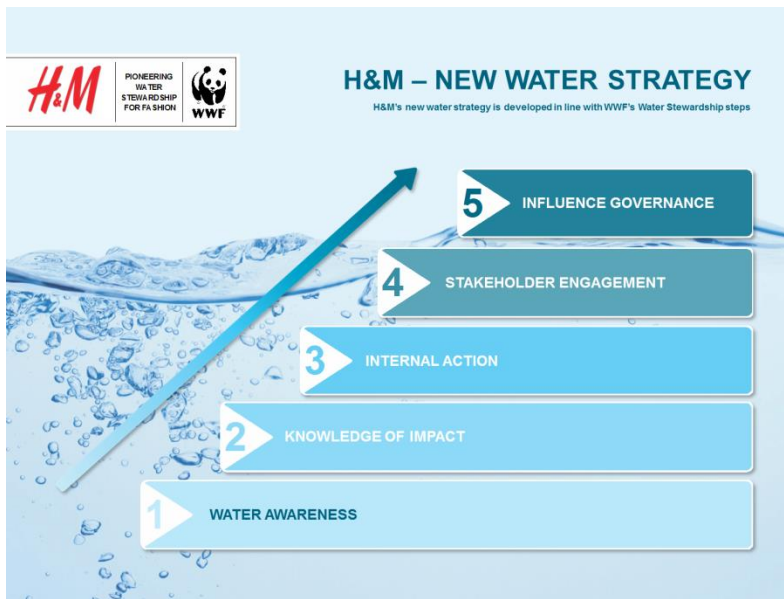 H&M
PIONEERING
WATER
STEWARDSHIP
FOR FASHION
WWF
H&M – NEW WATER STRATEGY
H&M's new water strategy is developed in line with WWF's Water Stewardship steps
5 INFLUENCE GOVERNANCE
4 STAKEHOLDER ENGAGEMENT
3 INTERNAL ACTION
2 KNOWLEDGE OF IMPACT
1 WATER AWARENESS